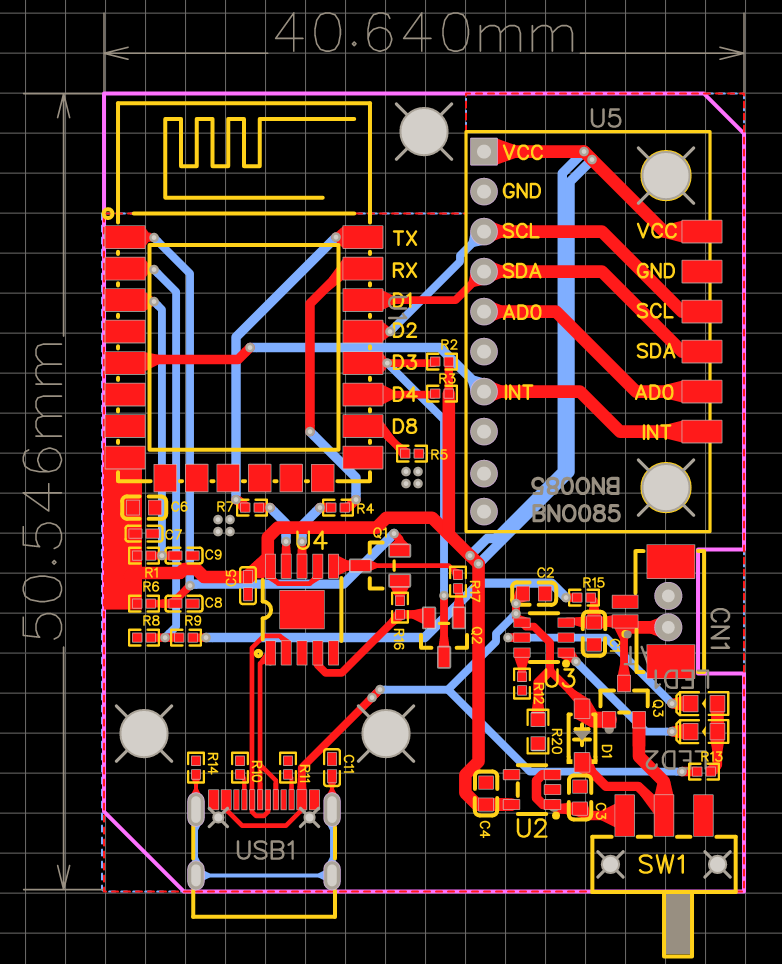 40.640mm
50.546mm
U5
VCC
GND
SCL
SDA
AD0
INT
VCC
GND
SCL
SDA
AD0
INT
BNO085
BNO085
TX
RX
D1
D2
D3
D4
D8
R2
R3
R5
R7
R4
C6
C7
C9
R1
R6
C8
R8
R9
C5
U4
Q1
R17
R16
Q2
C2
R15
U3
R12
R20
D1
Q3
CN1
LED1
LED2
R13
R14
R10
R11
C11
C4
U2
C3
USB1
SW1